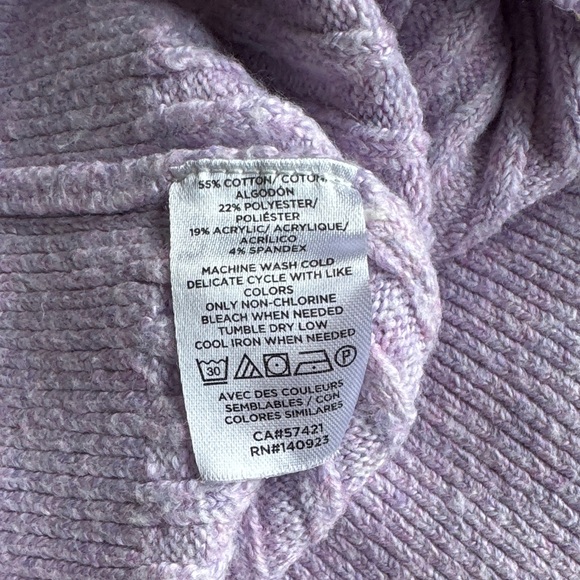 55% COTTON/COTON/
ALGODÓN
22% POLYESTER/
POLIÉSTER
19% ACRYLIC/ ACRYLIQUE/
ACRÍLICO
4% SPANDEX
MACHINE WASH COLD
DELICATE CYCLE WITH LIKE
COLORS
ONLY NON-CHLORINE
BLEACH WHEN NEEDED
TUMBLE DRY LOW
COOL IRON WHEN NEEDED
30 P
AVEC DES COULEURS
SEMBLABLES / CON
COLORES SIMILARES
CA#57421
RN#140923